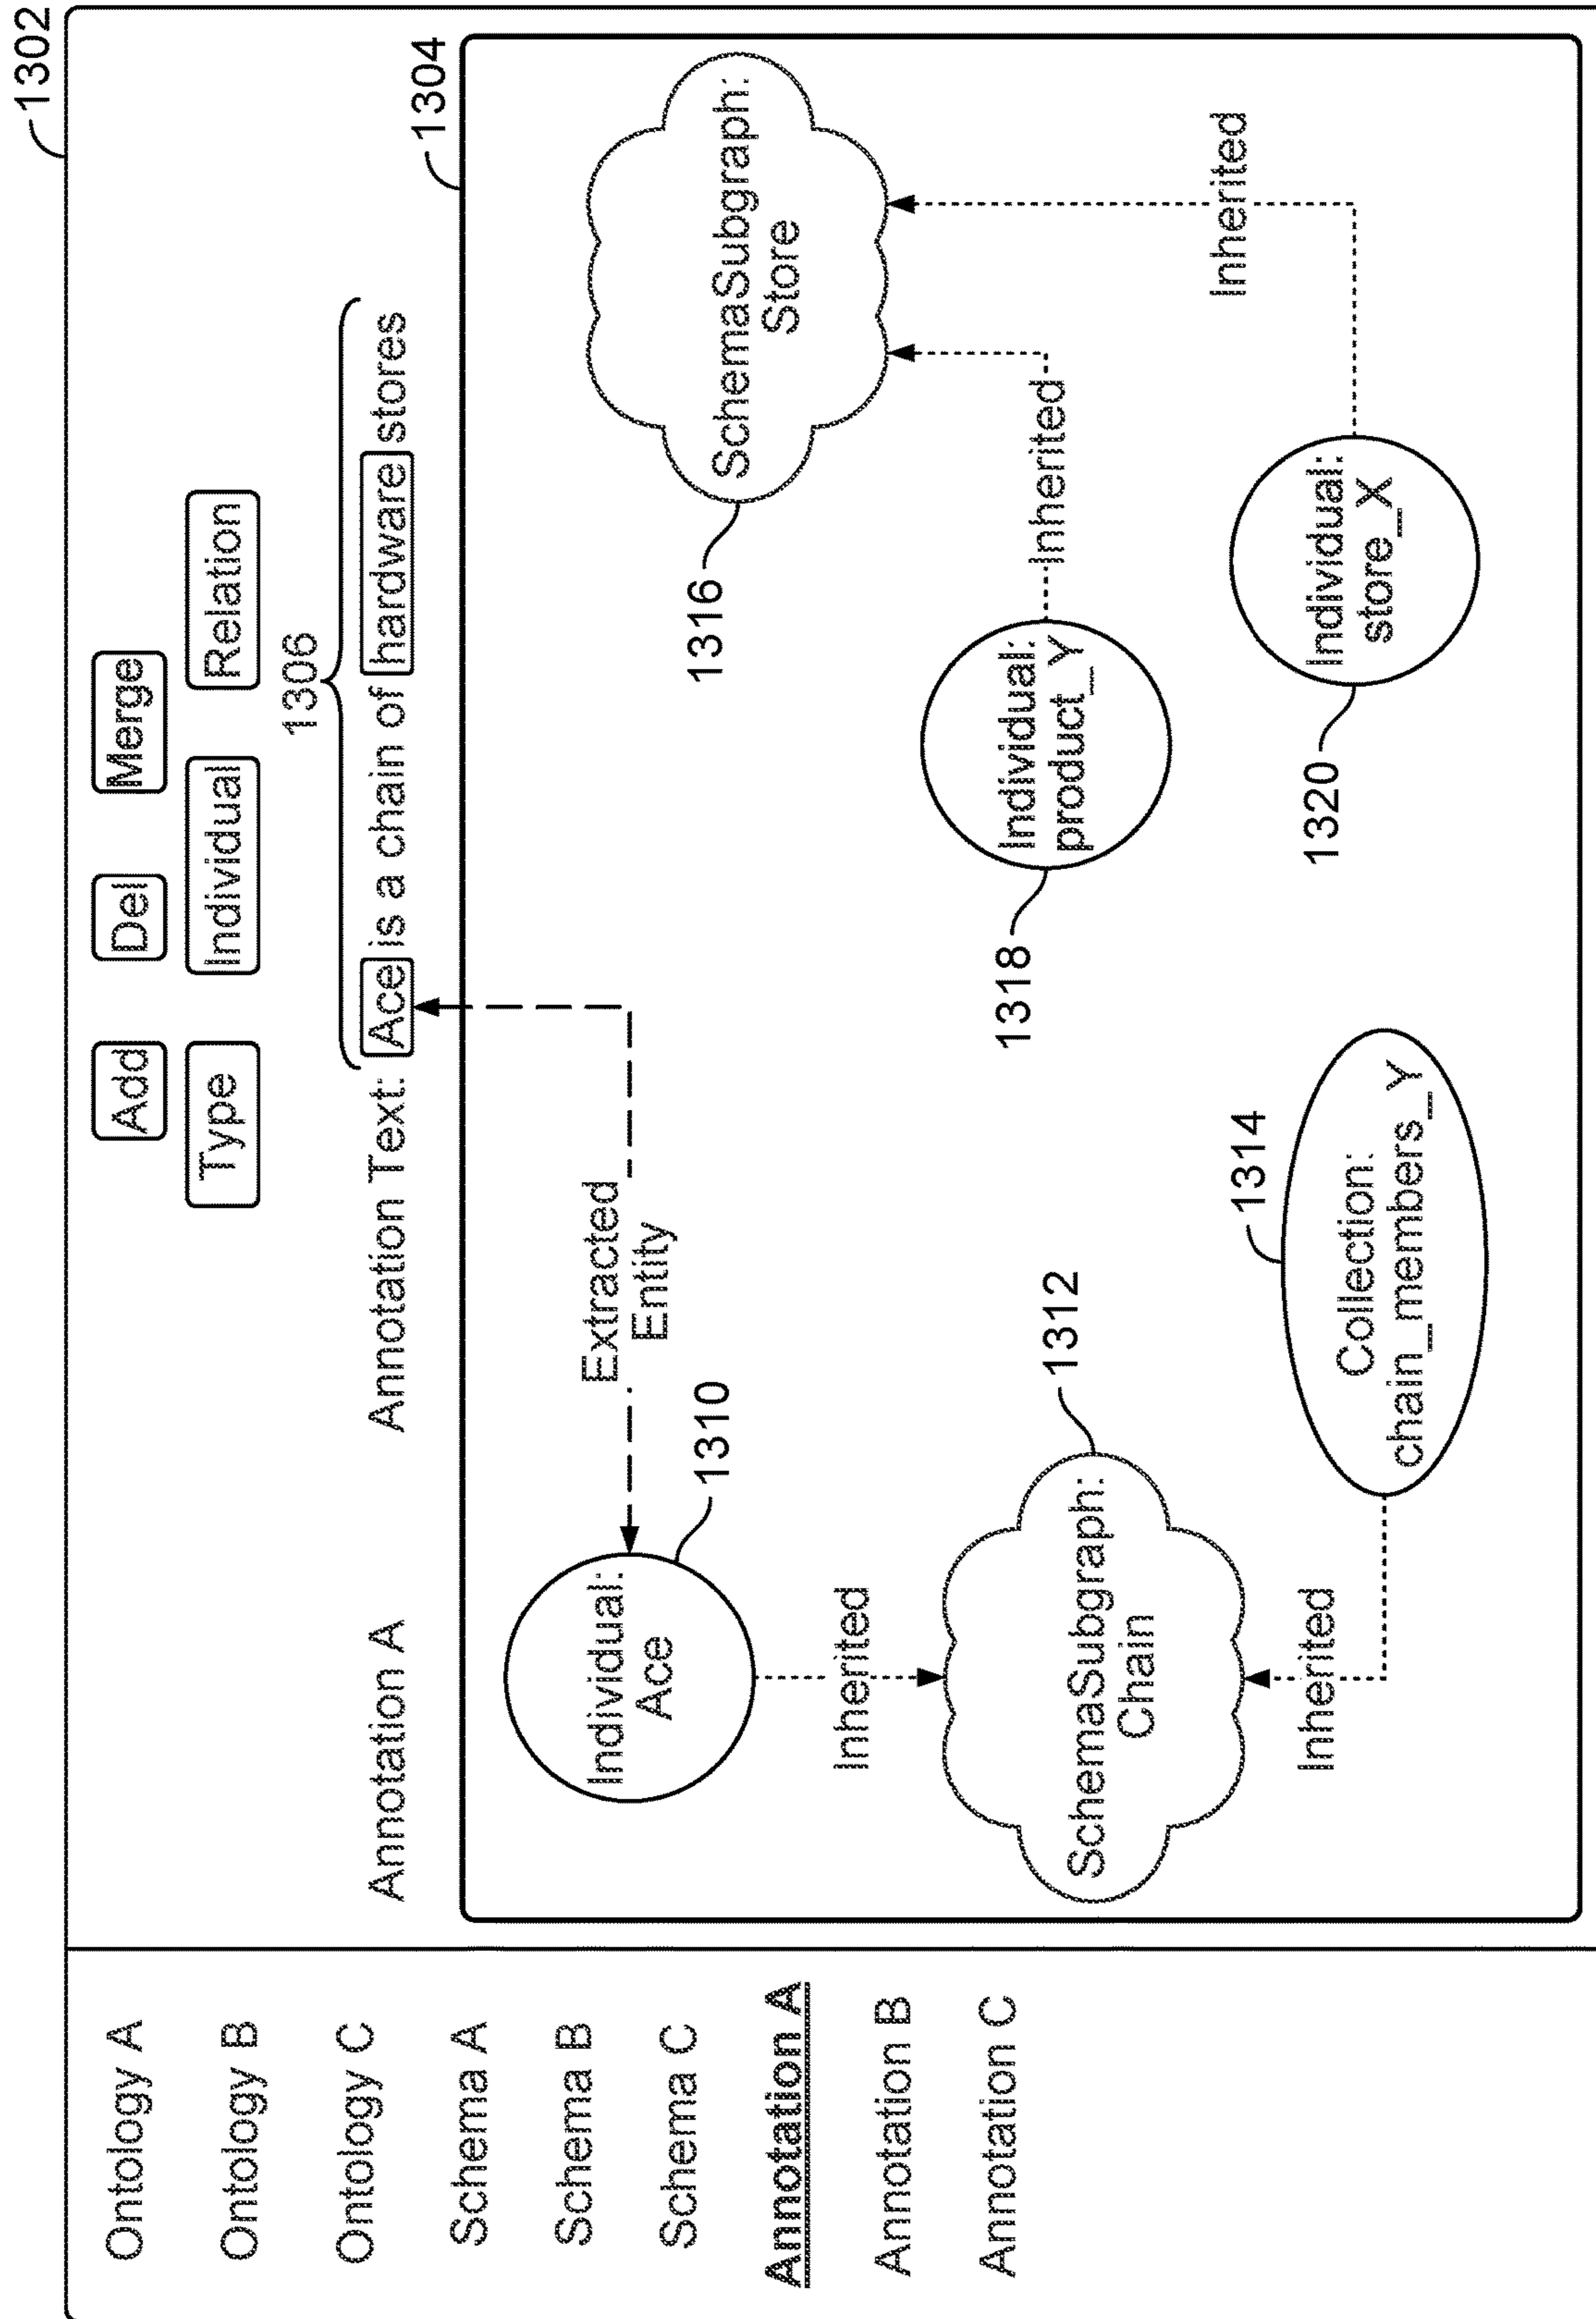 1302
Add
Del
Merge
Type
Individual
Relation
1306
Annotation A
Annotation Text: Ace is a chain of hardware stores
1304
Ontology A
Ontology B
Ontology C
Schema A
Schema B
Schema C
Annotation A
Annotation B
Annotation C
Individual:
Ace
1310
Extracted
Entity
Inherited
SchemaSubgraph:
Chain
1312
Inherited
Collection:
chain_members_Y
1314
SchemaSubgraph:
Store
1316
Individual:
product_Y
1318
Inherited
Individual:
store_X
1320
Inherited